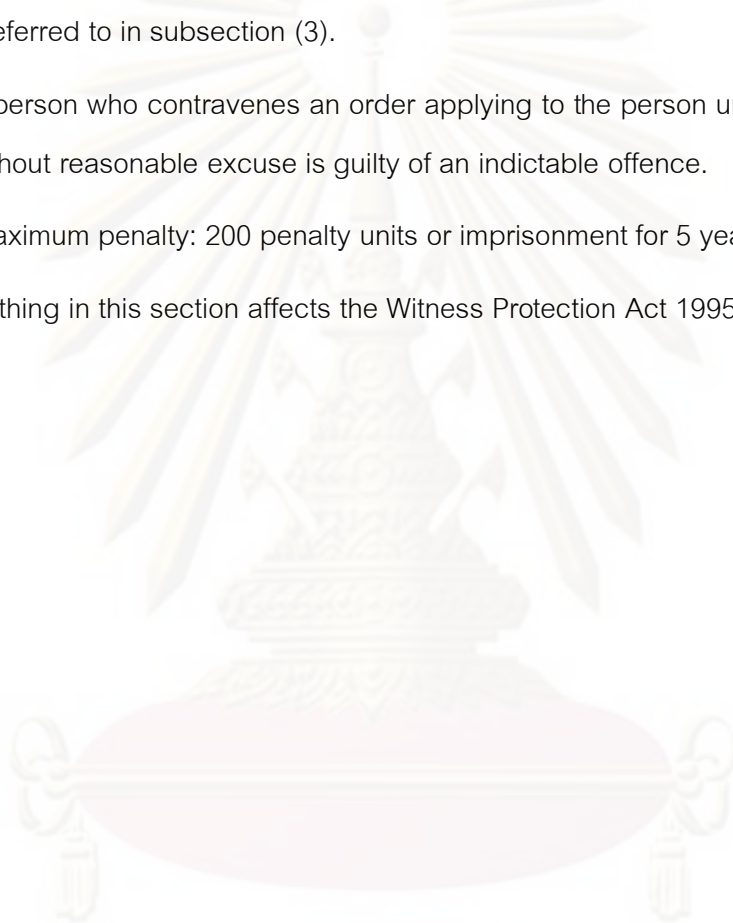 eferred to in subsection (3).
person who contravenes an order applying to the person u
hout reasonable excuse is guilty of an indictable offence.
aximum penalty: 200 penalty units or imprisonment for 5 yea
thing in this section affects the Witness Protection Act 1995